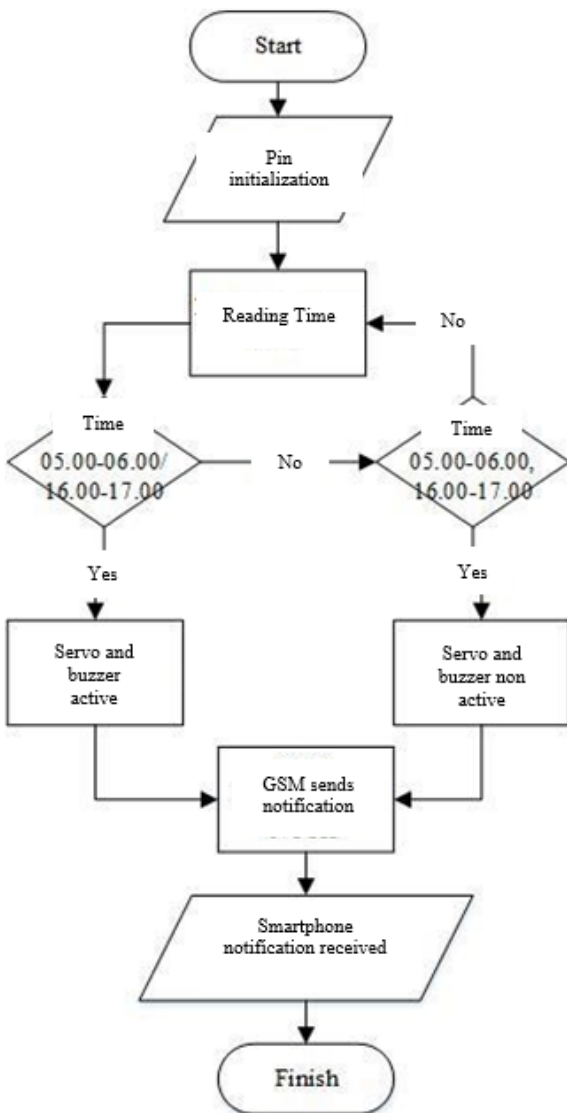 Start
Pin
initialization
Reading Time
No
Time
05.00-06.00/
16.00-17.00
No
Time
05.00-06.00,
16.00-17.00
Yes
Yes
Servo and
buzzer
active
Servo and
buzzer non
active
GSM sends
notification
Smartphone
notification received
Finish